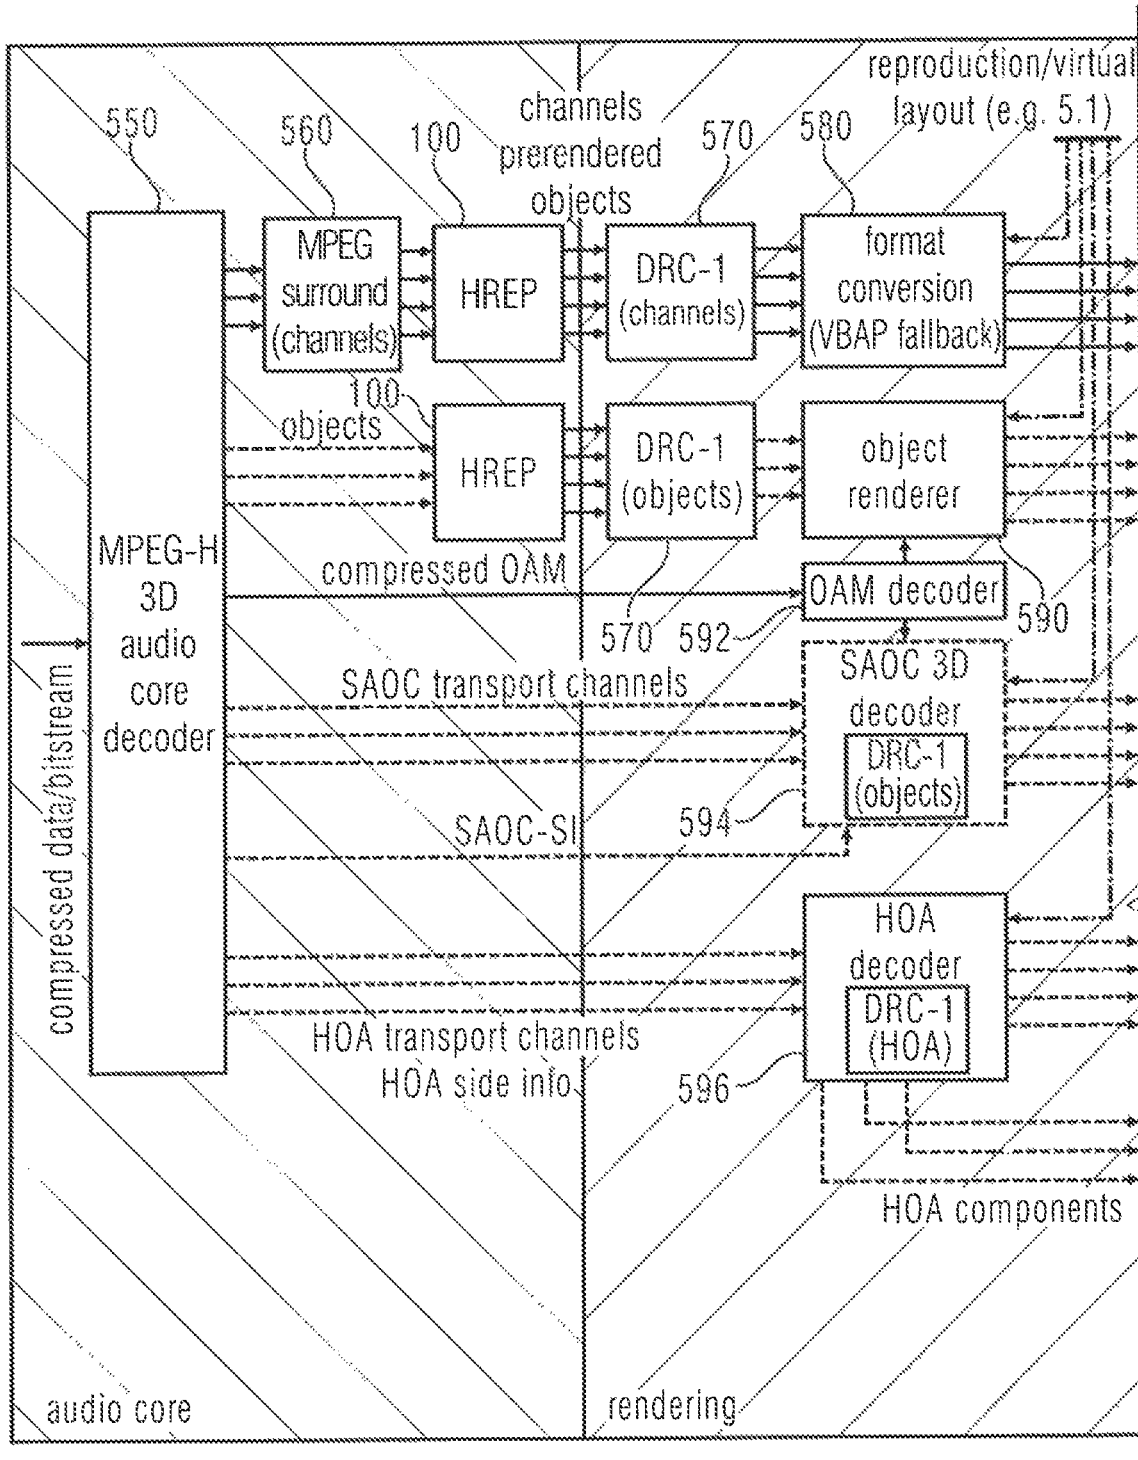 reproduction/virtual
layout (e.g. 5.1)
channels
prerendered
objects
550
560
100
570
580
MPEG
surround
(channels)
HREP
DRC-1
(channels)
format
conversion
(VBAP fallback)
100
objects
HREP
DRC-1
(objects)
object
renderer
MPEG-H
3D
audio
core
decoder
compressed OAM
570
592
OAM decoder
590
SAOC transport channels
SAOC 3D
decoder
DRC-1
(objects)
594
SAOC-SI
compressed data/bitstream
HOA
decoder
DRC-1
(HOA)
HOA transport channels
HOA side info
596
HOA components
audio core
rendering